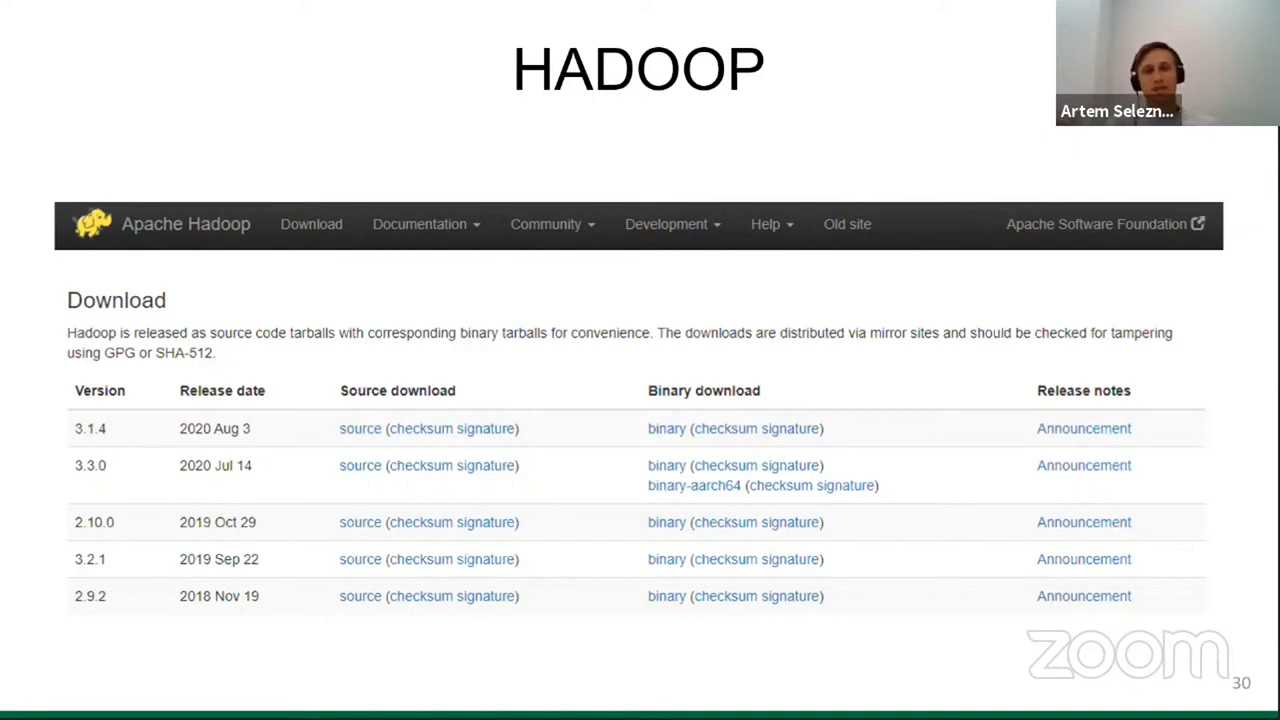 HADOOP
Artem Selezn...
Apache Hadoop Download Documentation Community Development Help Old site Apache Software Foundation
Download
Hadoop is released as source code tarballs with corresponding binary tarballs for convenience. The downloads are distributed via mirror sites and should be checked for tampering
using GPG or SHA-512.
Version Release date Source download Binary download Release notes
3.1.4 2020 Aug 3 source (checksum signature) binary (checksum signature) Announcement
3.3.0 2020 Jul 14 source (checksum signature) binary (checksum signature) Announcement
binary-aarch64 (checksum signature)
2.10.0 2019 Oct 29 source (checksum signature) binary (checksum signature) Announcement
3.2.1 2019 Sep 22 source (checksum signature) binary (checksum signature) Announcement
2.9.2 2018 Nov 19 source (checksum signature) binary (checksum signature) Announcement
zoom
30